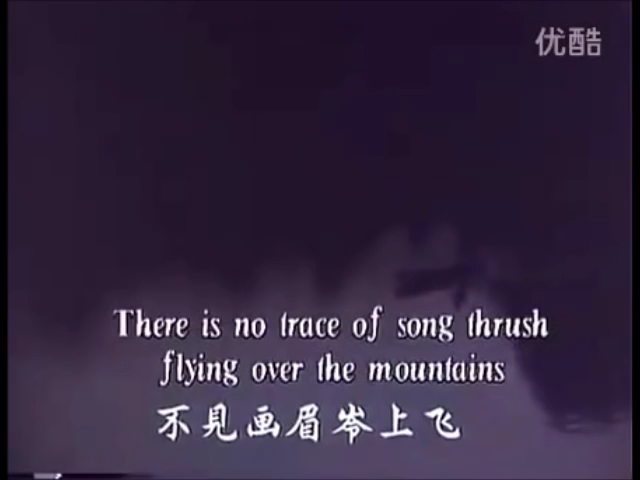 优酷
There is no trace of song thrush
flying over the mountains
不見画眉岺上飞